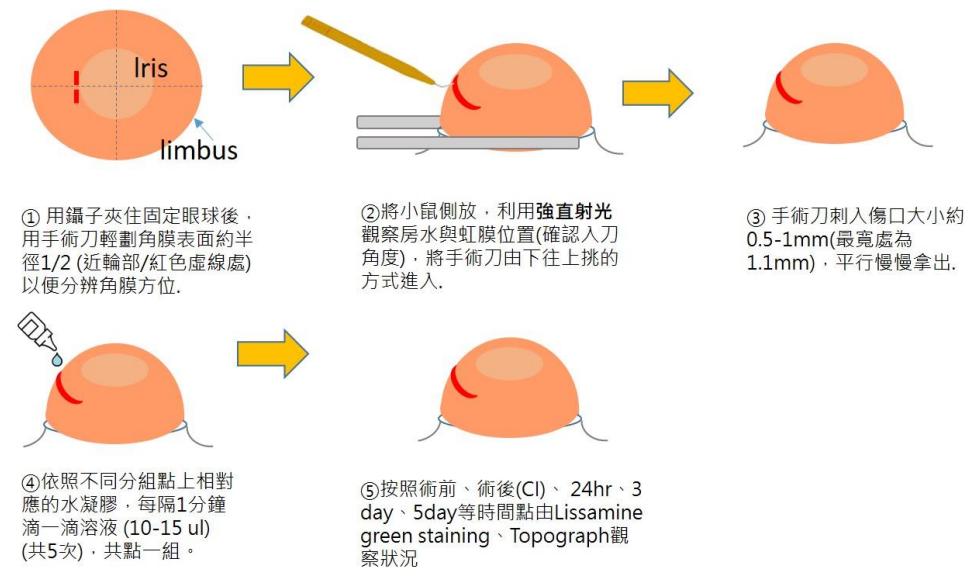 Iris
limbus
① 用鑷子夾住固定眼球後，
用手術刀輕劃角膜表面約半
徑1/2 (近輪部/紅色虛線處)
以便分辨角膜方位.
②將小鼠側放，利用強直射光
觀察房水與虹膜位置(確認入刀
角度)，將手術刀由下往上挑的
方式進入.
③ 手術刀刺入傷口大小約
0.5-1mm(最寬處為
1.1mm)，平行慢慢拿出.
④依照不同分組點上相對
應的水凝膠，每隔1分鐘
滴一滴溶液 (10-15 ul)
(共5次)，共點一組。
⑤按照術前、術後(CI)、 24hr、3
day、5day等時間點由Lissamine
green staining、Topograph觀
察狀況